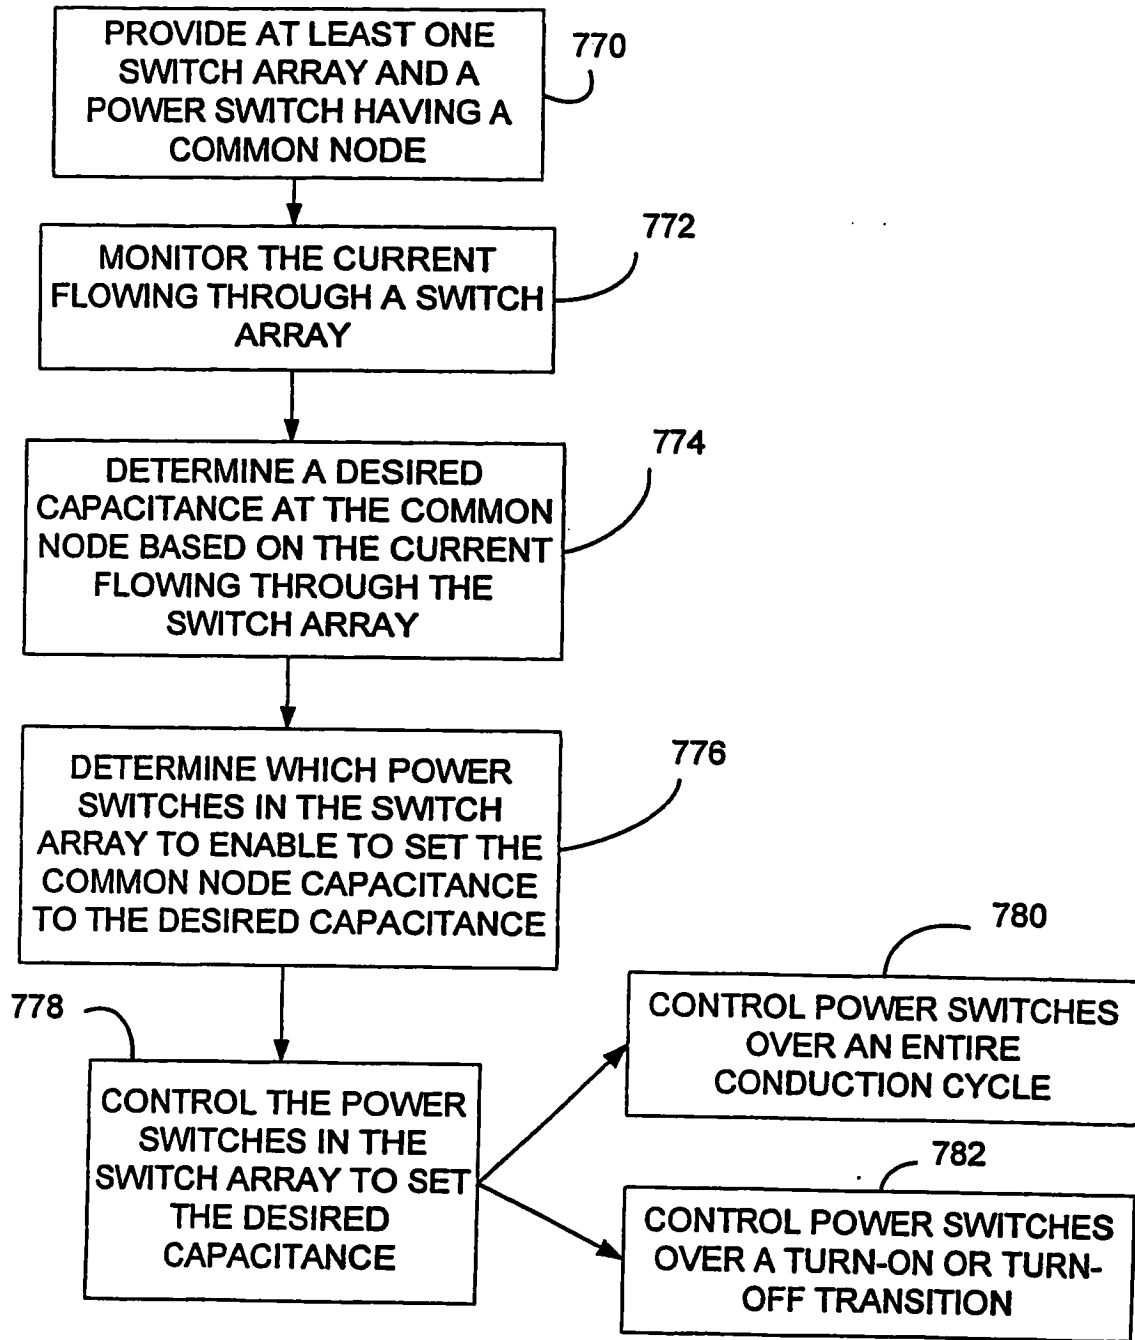 PROVIDE AT LEAST ONE
SWITCH ARRAY AND A
POWER SWITCH HAVING A
COMMON NODE
770
MONITOR THE CURRENT
FLOWING THROUGH A SWITCH
ARRAY
772
DETERMINE A DESIRED
CAPACITANCE AT THE COMMON
NODE BASED ON THE CURRENT
FLOWING THROUGH THE
SWITCH ARRAY
774
DETERMINE WHICH POWER
SWITCHES IN THE SWITCH
ARRAY TO ENABLE TO SET THE
COMMON NODE CAPACITANCE
TO THE DESIRED CAPACITANCE
776
778
CONTROL THE POWER
SWITCHES IN THE
SWITCH ARRAY TO SET
THE DESIRED
CAPACITANCE
780
CONTROL POWER SWITCHES
OVER AN ENTIRE
CONDUCTION CYCLE
782
CONTROL POWER SWITCHES
OVER A TURN-ON OR TURN-
OFF TRANSITION